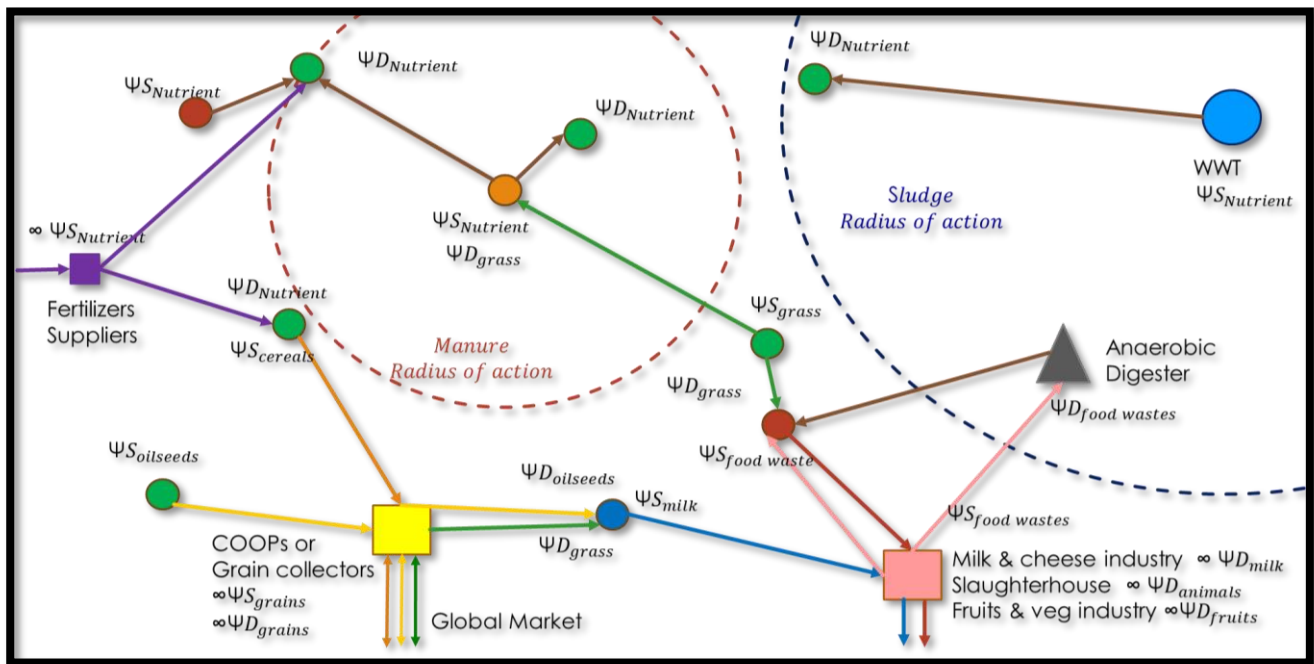 ΨD_Nutrient
ΨD_Nutrient
ΨS_Nutrient
ΨD_Nutrient
WWT
ΨS_Nutrient
Sludge
Radius of action
ΨS_Nutrient
ΨD_grass
∞ ΨS_Nutrient
Fertilizers
Suppliers
ΨD_Nutrient
ΨS_cereals
Manure
Radius of action
ΨS_grass
ΨD_grass
Anaerobic
Digester
ΨD_food wastes
ΨS_food waste
ΨS_oilseeds
ΨD_oilseeds
ΨS_milk
ΨD_grass
ΨS_food wastes
COOPs or
Grain collectors
∞ΨS_grains
∞ΨD_grains
Global Market
Milk & cheese industry ∞ ΨD_milk
Slaughterhouse ∞ ΨD_animals
Fruits & veg industry ∞ΨD_fruits